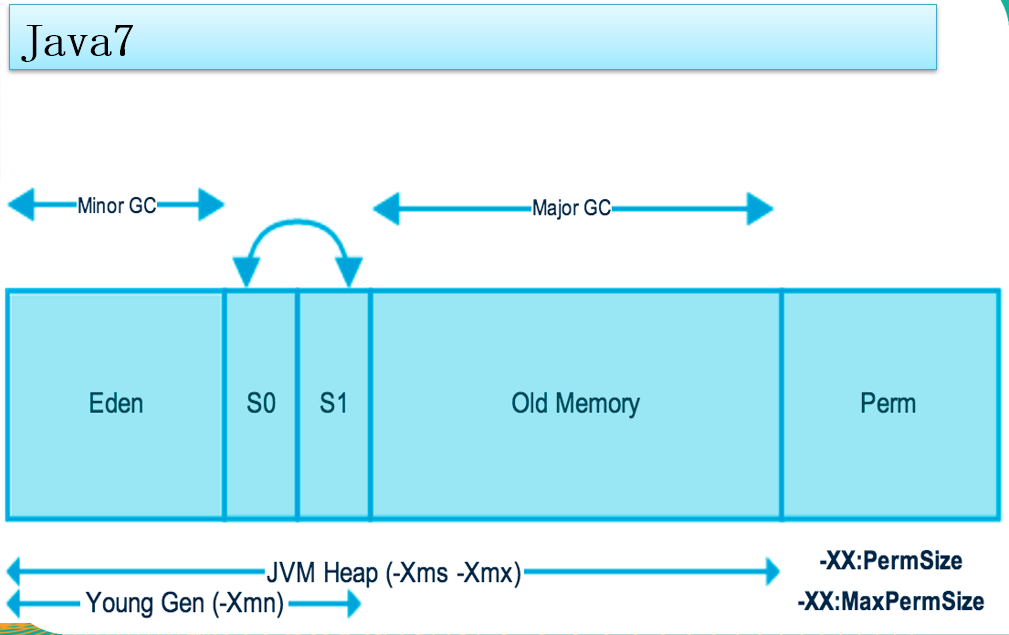 Java7
Minor GC
Major GC
Eden
S0
S1
Old Memory
Perm
JVM Heap (-Xms -Xmx)
-XX:PermSize
Young Gen (-Xmn)
-XX:MaxPermSize